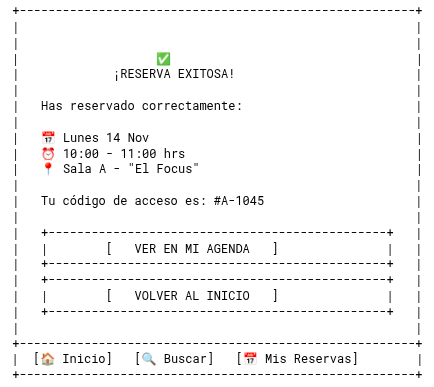 ✅
¡RESERVA EXITOSA!
Has reservado correctamente:
📅 Lunes 14 Nov
⏰ 10:00 - 11:00 hrs
📍 Sala A - "El Focus"
Tu código de acceso es: #A-1045
[ VER EN MI AGENDA ]
[ VOLVER AL INICIO ]
[🏠 Inicio] [🔍 Buscar] [📅 Mis Reservas]